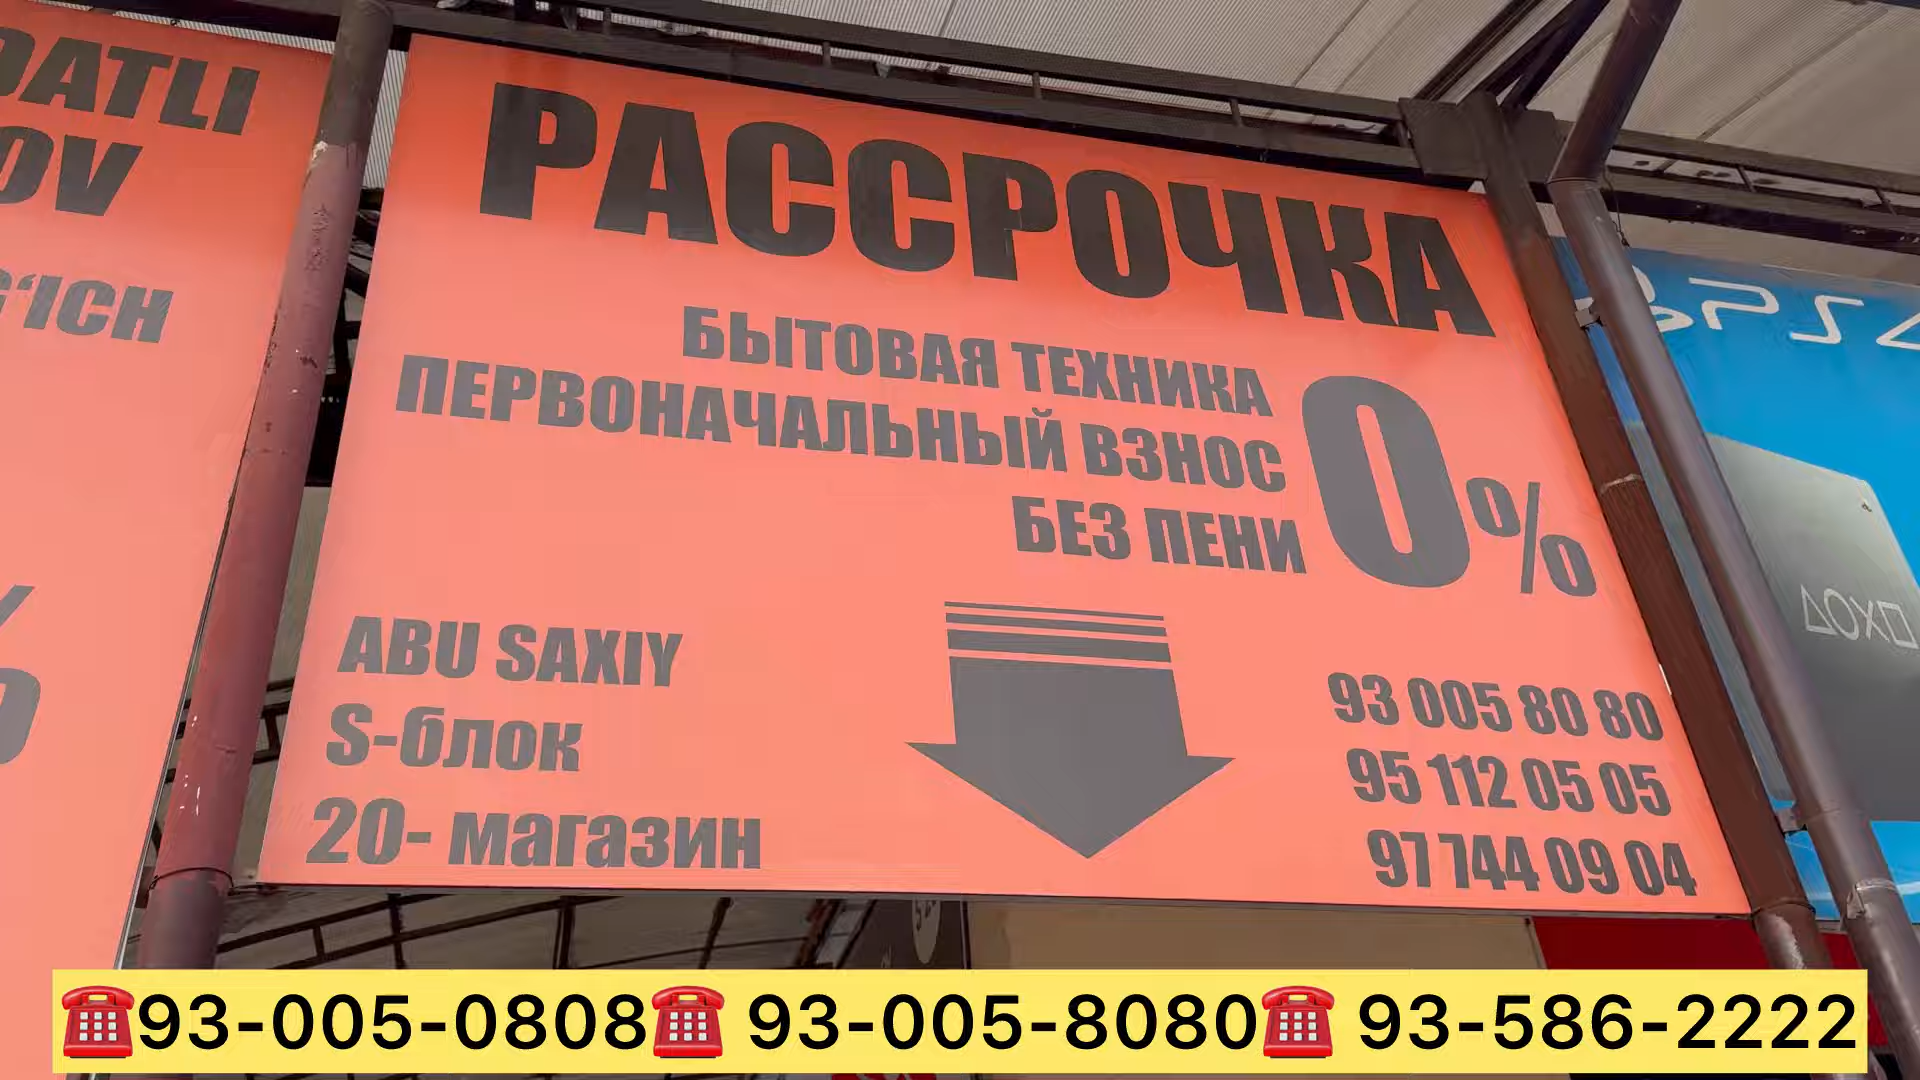 DATLI
OV
G‘ICH
%
РАССРОЧКА
БЫТОВАЯ ТЕХНИКА
ПЕРВОНАЧАЛЬНЫЙ ВЗНОС
БЕЗ ПЕНИ
0%
ABU SAXIY
S-блок
20- магазин
93 005 80 80
95 112 05 05
97 744 09 04
PS4
93-005-0808 93-005-8080 93-586-2222